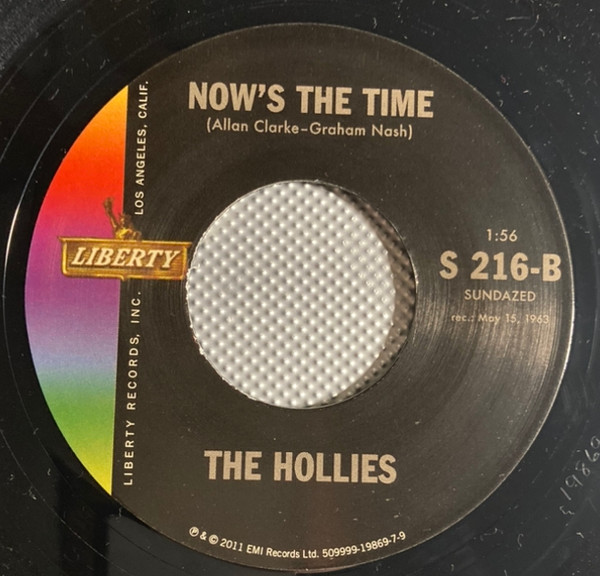 NOW'S THE TIME
(Allan Clarke–Graham Nash)
LIBERTY RECORDS, INC. LOS ANGELES, CALIF.
LIBERTY
1:56
S 216-B
SUNDAZED
rec.: May 15, 1963
THE HOLLIES
℗ & © 2011 EMI Records Ltd. 509999-19869-7-9